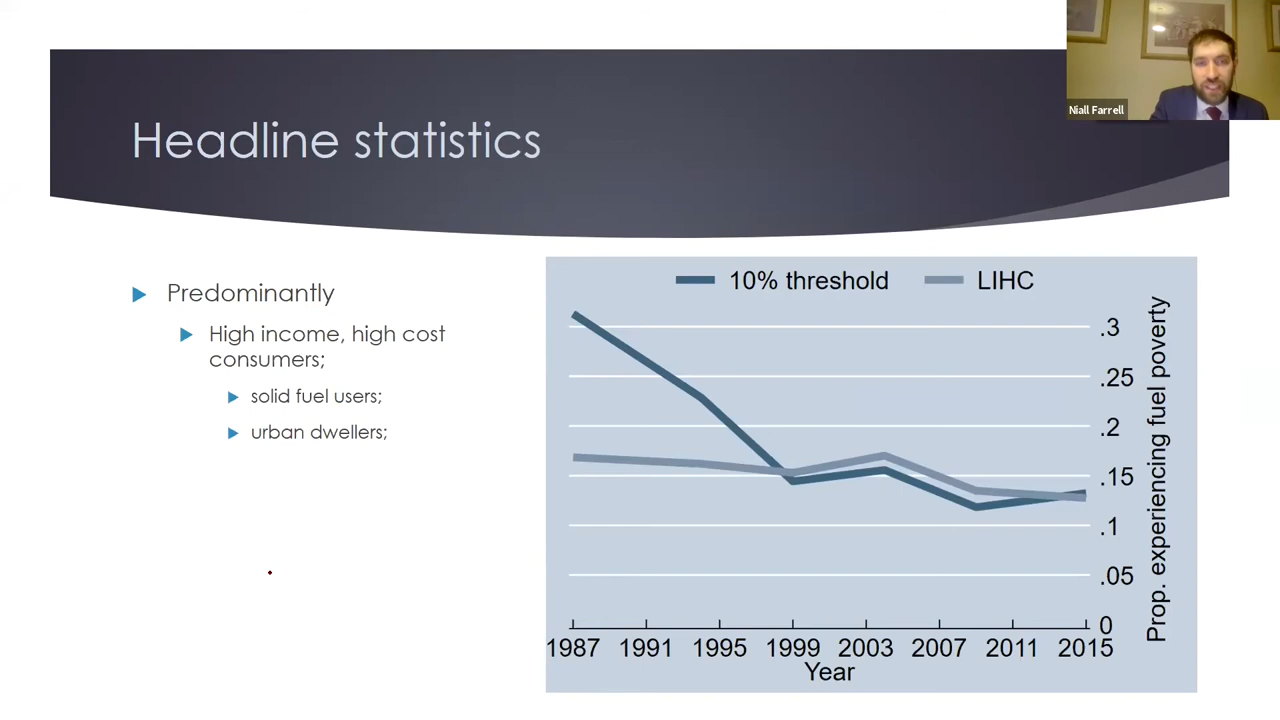 Niall Farrell
Headline statistics
Predominantly
High income, high cost
consumers;
solid fuel users;
urban dwellers;
10% threshold
LIHC
.3
.25
.2
.15
.1
.05
0
Prop. experiencing fuel poverty
1987 1991 1995 1999 2003 2007 2011 2015
Year